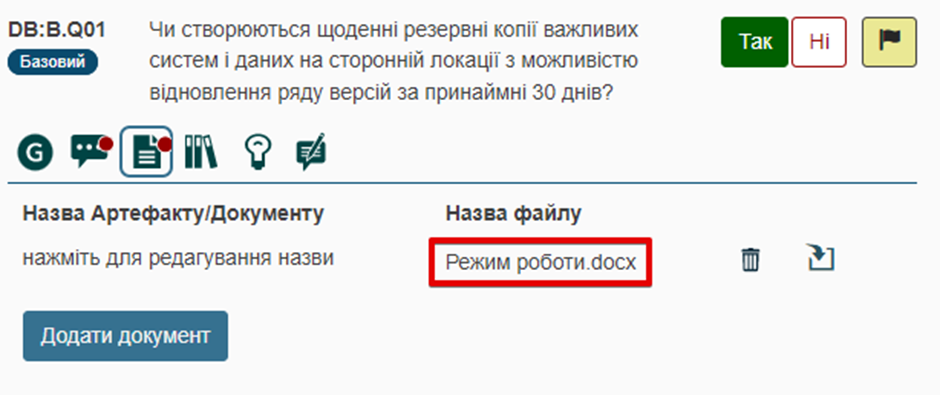 DB:B.Q01
Базовий
Чи створюються щоденні резервні копії важливих
систем і даних на сторонній локації з можливістю
відновлення ряду версій за принаймні 30 днів?
Так
Ні
G
Назва Артефакту/Документу
Назва файлу
нажміть для редагування назви
Режим роботи.docx
Додати документ